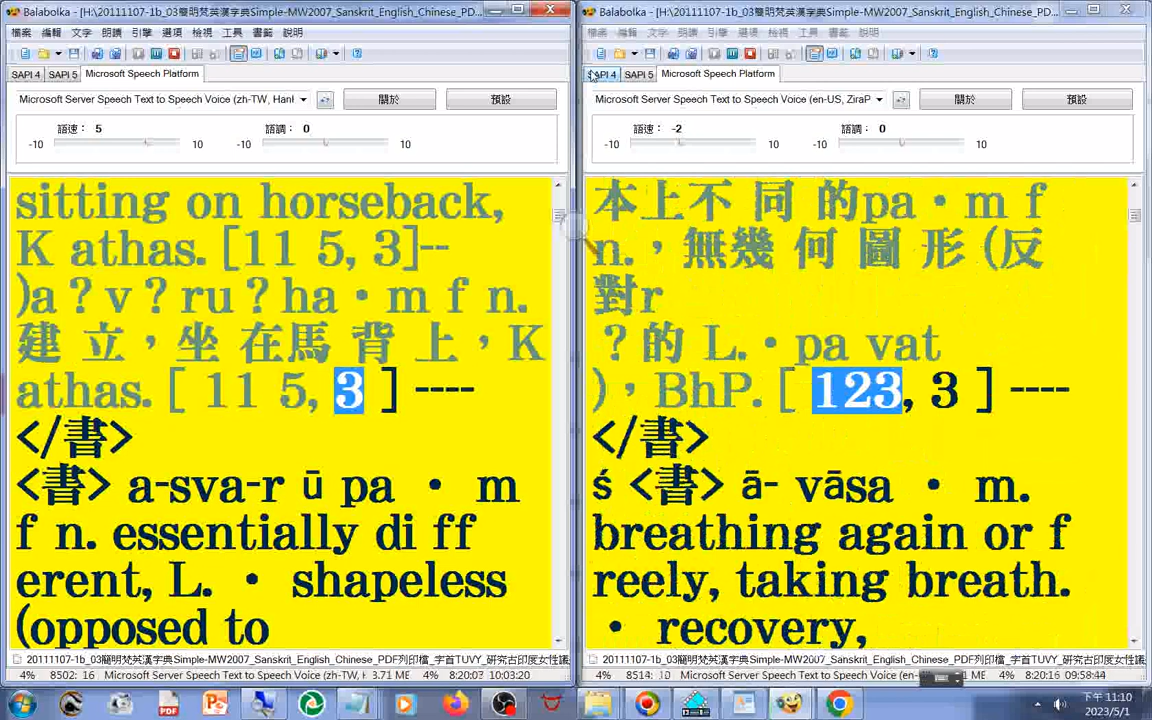 Balabolka - [H:\20111107-1b_03簡明梵英漢字典Simple-MW2007_Sanskrit_English_Chinese_PD...
檔案 編輯 文字 朗讀 引擎 選項 檢視 工具 書籤 說明
SAPI 4 SAPI 5 Microsoft Speech Platform
Microsoft Server Speech Text to Speech Voice (zh-TW, Hanl
關於 預設
語速： 5 語調： 0
-10 10 -10 10
sitting on horseback,
K athas. [11 5, 3]--
)a ? v ? ru ? ha • m f n.
建 立，坐 在馬 背 上，K
athas. [ 11 5, 3 ] ----
</書>
<書> a-sva-r ū pa • m
f n. essentially di ff
erent, L. • shapeless
(opposed to
20111107-1b_03簡明梵英漢字典Simple-MW2007_Sanskrit_English_Chinese_PDF列印檔_字首TUVY_研究古印度女性議
4% 8502: 16 Microsoft Server Speech Text to Speech Voice (zh-TW, H 3.71 ME 4% 8:20:07 10:03:20
Balabolka - [H:\20111107-1b_03簡明梵英漢字典Simple-MW2007_Sanskrit_English_Chinese_PD...
檔案 編輯 文字 朗讀 引擎 選項 檢視 工具 書籤 說明
SAPI 4 SAPI 5 Microsoft Speech Platform
Microsoft Server Speech Text to Speech Voice (en-US, ZiraP
關於 預設
語速： -2 語調： 0
-10 10 -10 10
本上不 同 的pa • m f
n.，無幾 何 圖 形 (反
對r
？的 L. • pa vat
)，BhP. [ 123, 3 ] ----
</書>
ś <書> ā- vāsa • m.
breathing again or f
reely, taking breath.
• recovery,
20111107-1b_03簡明梵英漢字典Simple-MW2007_Sanskrit_English_Chinese_PDF列印檔_字首TUVY_研究古印度女性議
4% 8514: 10 Microsoft Server Speech Text to Speech Voice 4% 8:20:16 09:58:44
下午 11:10
2023/5/1